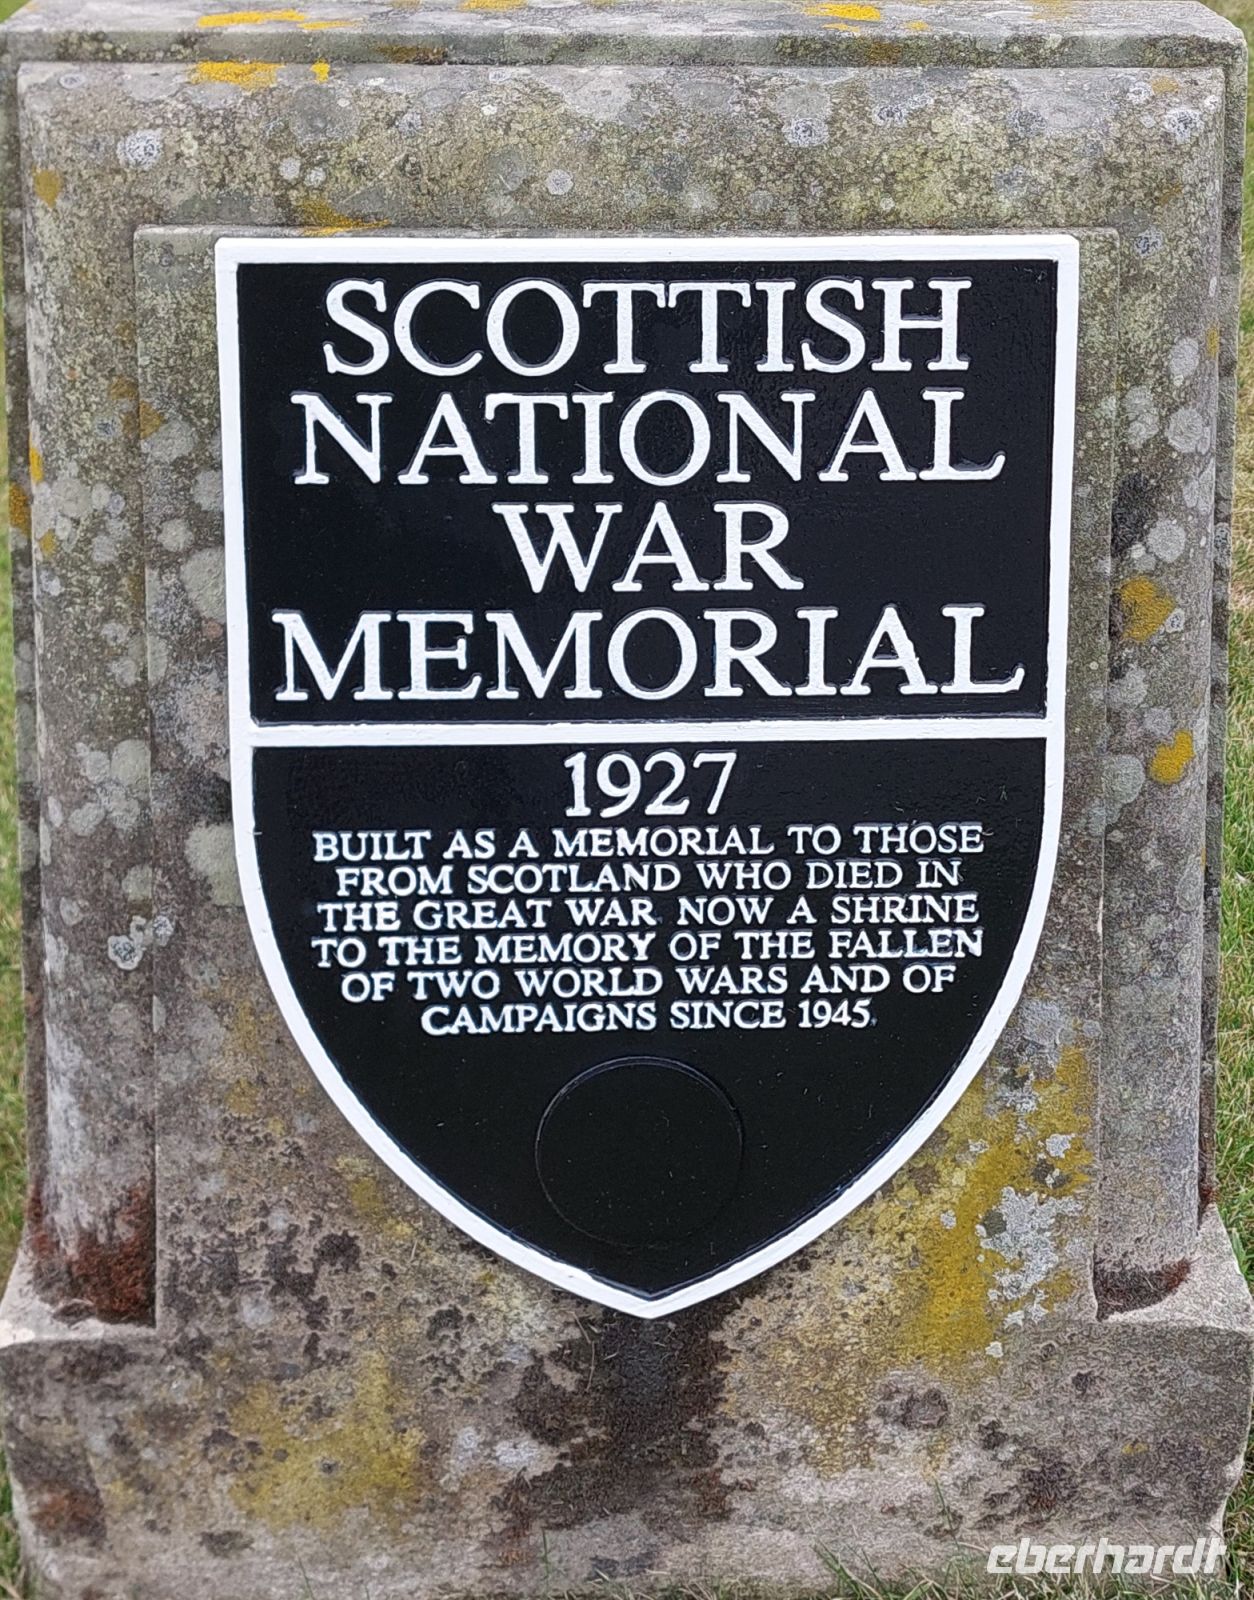 SCOTTISH
NATIONAL
WAR
MEMORIAL
1927
BUILT AS A MEMORIAL TO THOSE
FROM SCOTLAND WHO DIED IN
THE GREAT WAR NOW A SHRINE
TO THE MEMORY OF THE FALLEN
OF TWO WORLD WARS AND OF
CAMPAIGNS SINCE 1945.
eberhardt